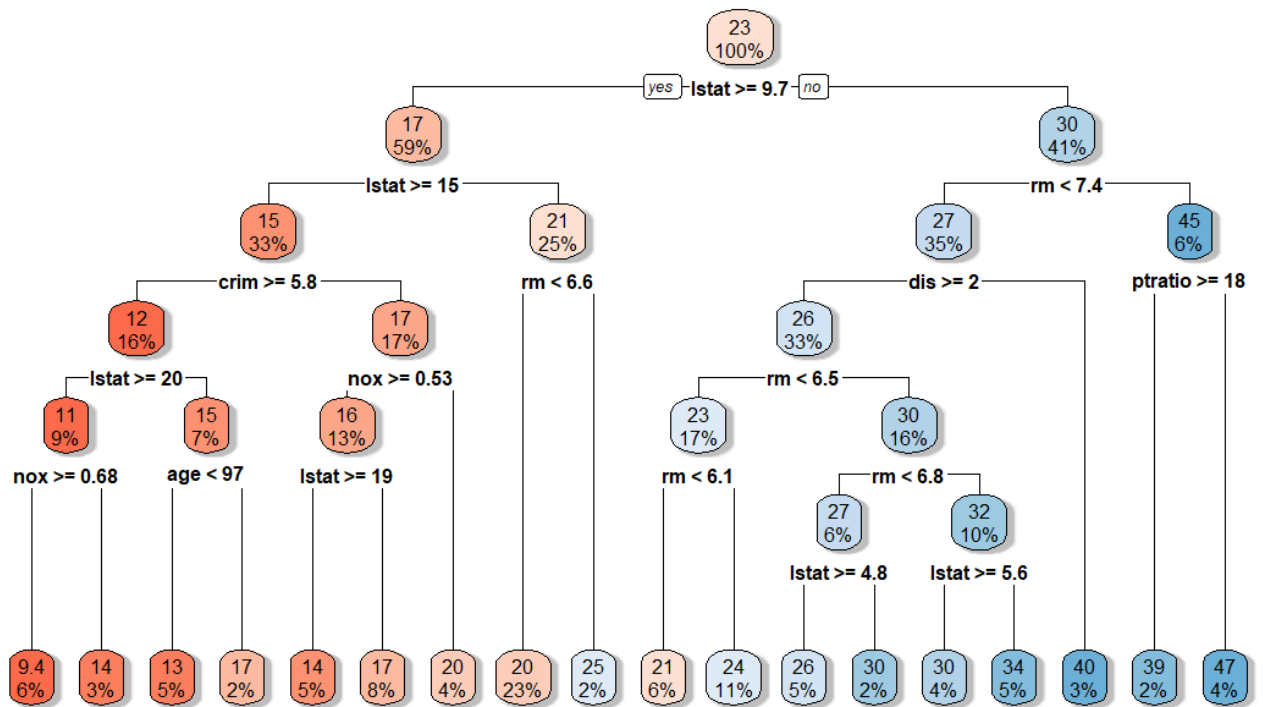 23
100%
yes lstat >= 9.7 no
17 30
59% 41%
lstat >= 15 rm < 7.4
15 21 27 45
33% 25% 35% 6%
crim >= 5.8 rm < 6.6 dis >= 2 ptratio >= 18
12 17 26
16% 17% 33%
lstat >= 20 nox >= 0.53 rm < 6.5
11 15 16 23 30
9% 7% 13% 17% 16%
nox >= 0.68 age < 97 lstat >= 19 rm < 6.1 rm < 6.8
27 32
6% 10%
lstat >= 4.8 lstat >= 5.6
9.4 14 13 17 14 17 20 20 25 21 24 26 30 30 34 40 39 47
6% 3% 5% 2% 5% 8% 4% 23% 2% 6% 11% 5% 2% 4% 5% 3% 2% 4%